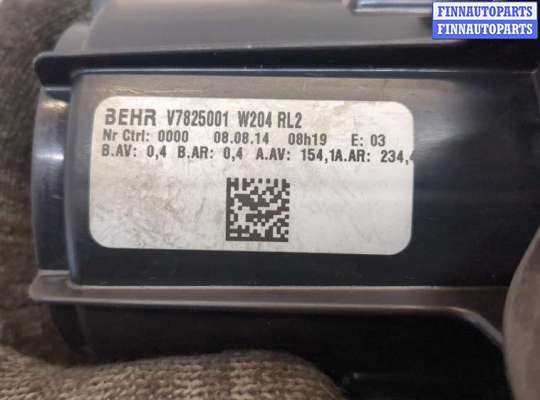 FINNAUTOPARTS
FINNAUTOPARTS
BEHR V7825001 W204 RL2
Nr Ctrl: 0000 08.08.14 08h19 E: 03
B.AV: 0,4 B.AR: 0,4 A.AV: 154,1A.AR: 234,4